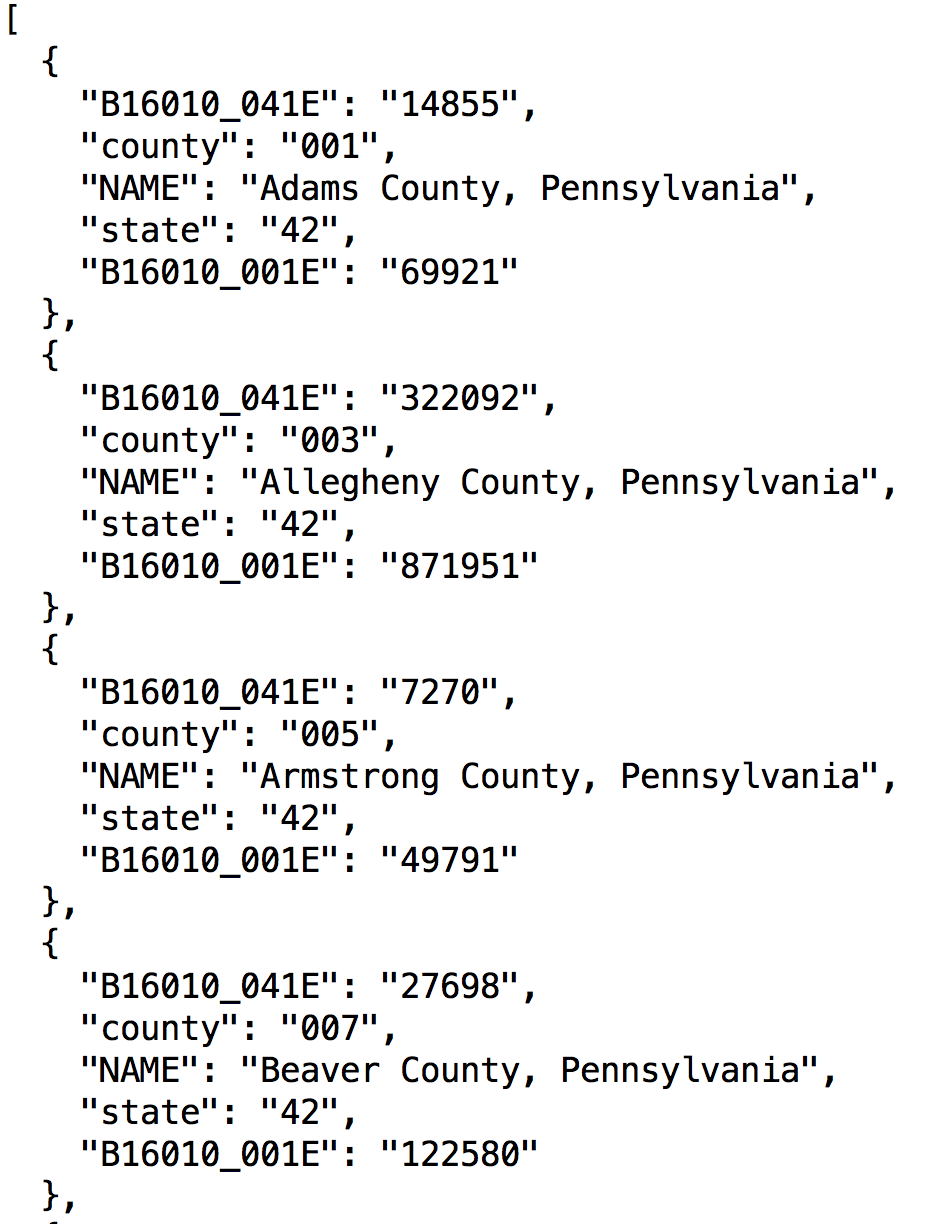 [
  {
    "B16010_041E": "14855",
    "county": "001",
    "NAME": "Adams County, Pennsylvania",
    "state": "42",
    "B16010_001E": "69921"
  },
  {
    "B16010_041E": "322092",
    "county": "003",
    "NAME": "Allegheny County, Pennsylvania",
    "state": "42",
    "B16010_001E": "871951"
  },
  {
    "B16010_041E": "7270",
    "county": "005",
    "NAME": "Armstrong County, Pennsylvania",
    "state": "42",
    "B16010_001E": "49791"
  },
  {
    "B16010_041E": "27698",
    "county": "007",
    "NAME": "Beaver County, Pennsylvania",
    "state": "42",
    "B16010_001E": "122580"
  },